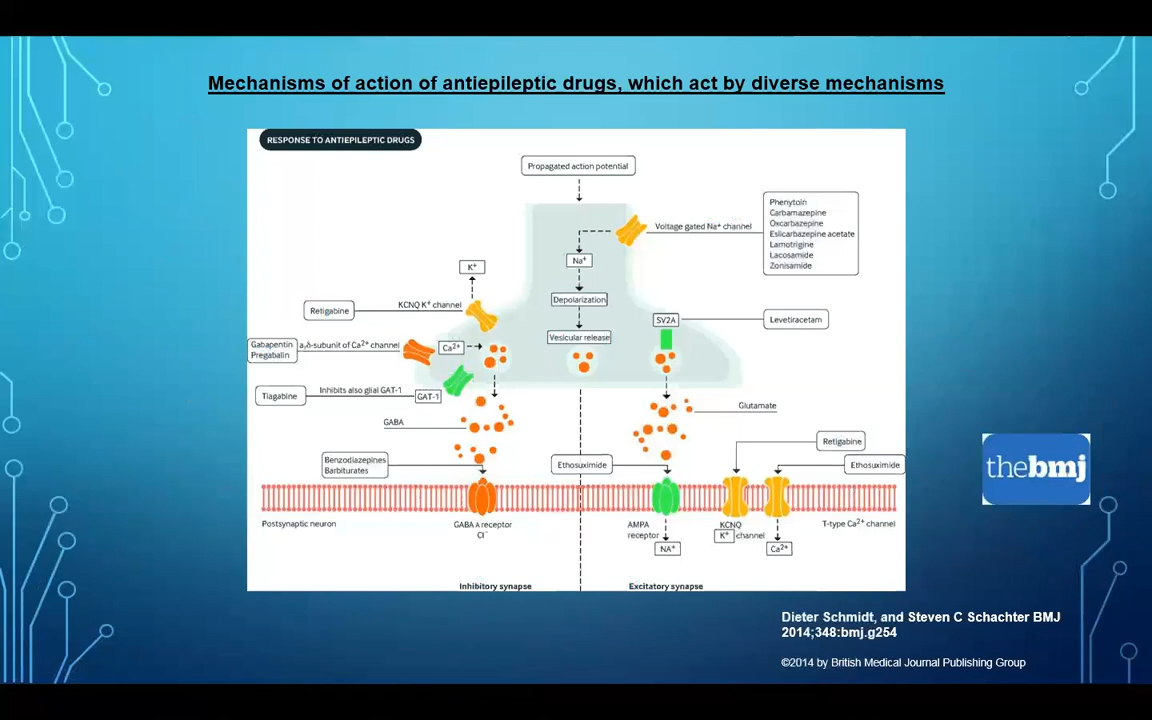 Mechanisms of action of antiepileptic drugs, which act by diverse mechanisms
RESPONSE TO ANTIEPILEPTIC DRUGS
Propagated action potential
Voltage gated Na⁺ channel
Phenytoin
Carbamazepine
Oxcarbazepine
Eslicarbazepine acetate
Lamotrigine
Lacosamide
Zonisamide
Na⁺
Depolarization
Vesicular release
K⁺
Retigabine
KCNQ K⁺ channel
Gabapentin
Pregabalin
a₂δ-subunit of Ca²⁺ channel
Ca²⁺
Tiagabine
Inhibits also glial GAT-1
GAT-1
SV2A
Levetiracetam
GABA
Glutamate
Benzodiazepines
Barbiturates
Ethosuximide
Retigabine
Ethosuximide
Postsynaptic neuron
GABA A receptor
Cl⁻
AMPA
receptor
NA⁺
KCNQ
K⁺ channel
Ca²⁺
T-type Ca²⁺ channel
Inhibitory synapse
Excitatory synapse
thebmj
Dieter Schmidt, and Steven C Schachter BMJ
2014;348:bmj.g254
©2014 by British Medical Journal Publishing Group